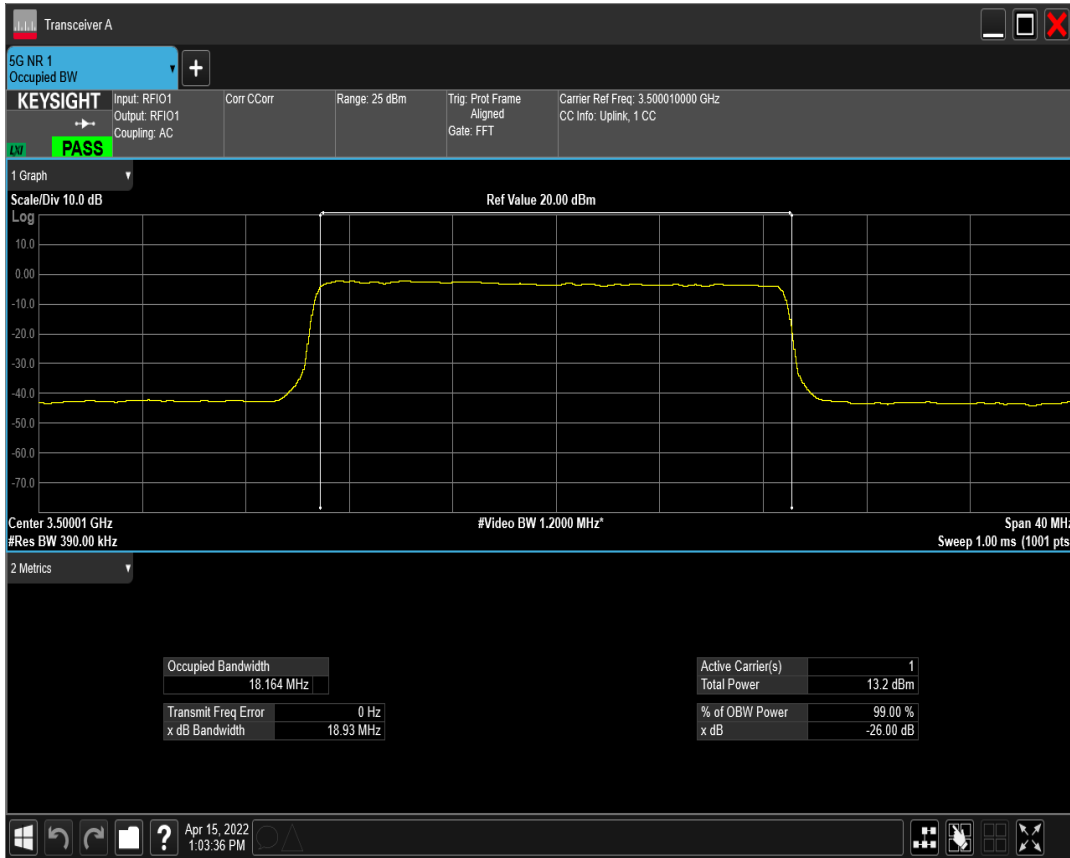 Transceiver A
5G NR 1
Occupied BW
KEYSIGHT
Input: RFIO1
Output: RFIO1
Coupling: AC
Corr CCorr
Range: 25 dBm
Trig: Prot Frame
Aligned
Gate: FFT
Carrier Ref Freq: 3.500010000 GHz
CC Info: Uplink, 1 CC
LXI
PASS
1 Graph
Scale/Div 10.0 dB
Ref Value 20.00 dBm
Log
10.0
0.00
-10.0
-20.0
-30.0
-40.0
-50.0
-60.0
-70.0
Center 3.50001 GHz
#Video BW 1.2000 MHz*
Span 40 MHz
#Res BW 390.00 kHz
Sweep 1.00 ms (1001 pts
2 Metrics
Occupied Bandwidth
18.164 MHz
Transmit Freq Error 0 Hz
x dB Bandwidth 18.93 MHz
Active Carrier(s) 1
Total Power 13.2 dBm
% of OBW Power 99.00 %
x dB -26.00 dB
?
Apr 15, 2022
1:03:36 PM